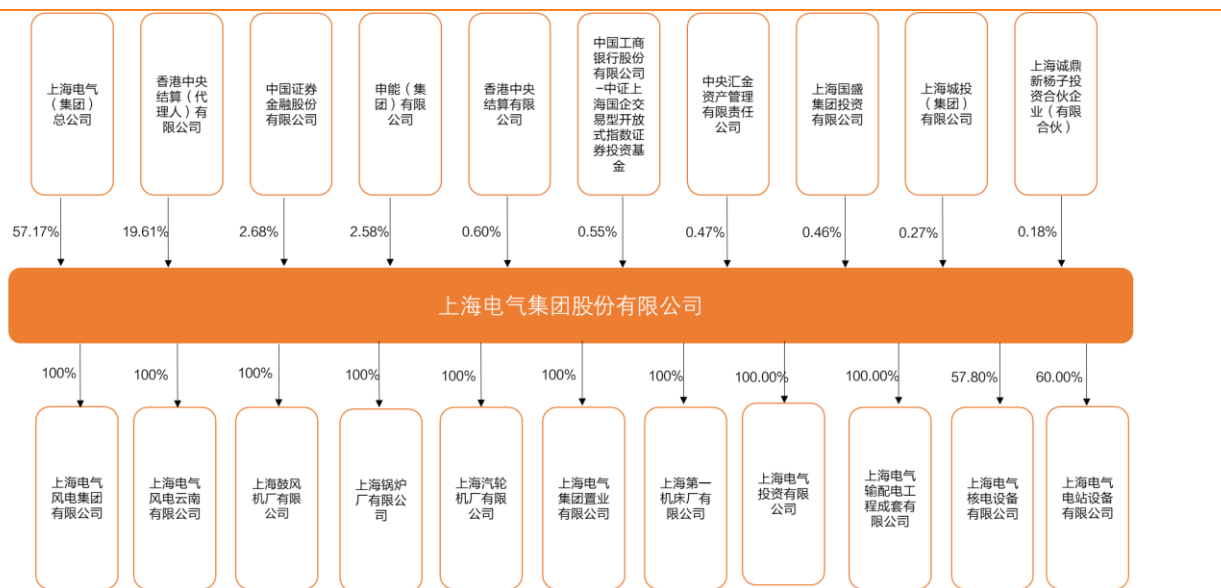 上海电气
（集团）
总公司
香港中央
结算（代
理人）有
限公司
中国证券
金融股份
有限公司
申能（集
团）有限
公司
香港中央
结算有限
公司
中国工商
银行股份
有限公司
-中证上
海国企交
易型开放
式指数证
券投资基
金
中央汇金
资产管理
有限责任
公司
上海国盛
集团投资
有限公司
上海城投
（集团）
有限公司
上海诚鼎
新杨子投
资合伙企
业（有限
合伙）
57.17%
19.61%
2.68%
2.58%
0.60%
0.55%
0.47%
0.46%
0.27%
0.18%
上海电气集团股份有限公司
100%
100%
100%
100%
100%
100%
100%
100.00%
100.00%
57.80%
60.00%
上海电气
风电集团
有限公司
上海电气
风电云南
有限公司
上海鼓风
机厂有限
公司
上海锅炉
厂有限公
司
上海汽轮
机厂有限
公司
上海电气
集团置业
有限公司
上海第一
机床厂有
限公司
上海电气
投资有限
公司
上海电气
输配电工
程成套有
限公司
上海电气
核电设备
有限公司
上海电气
电站设备
有限公司